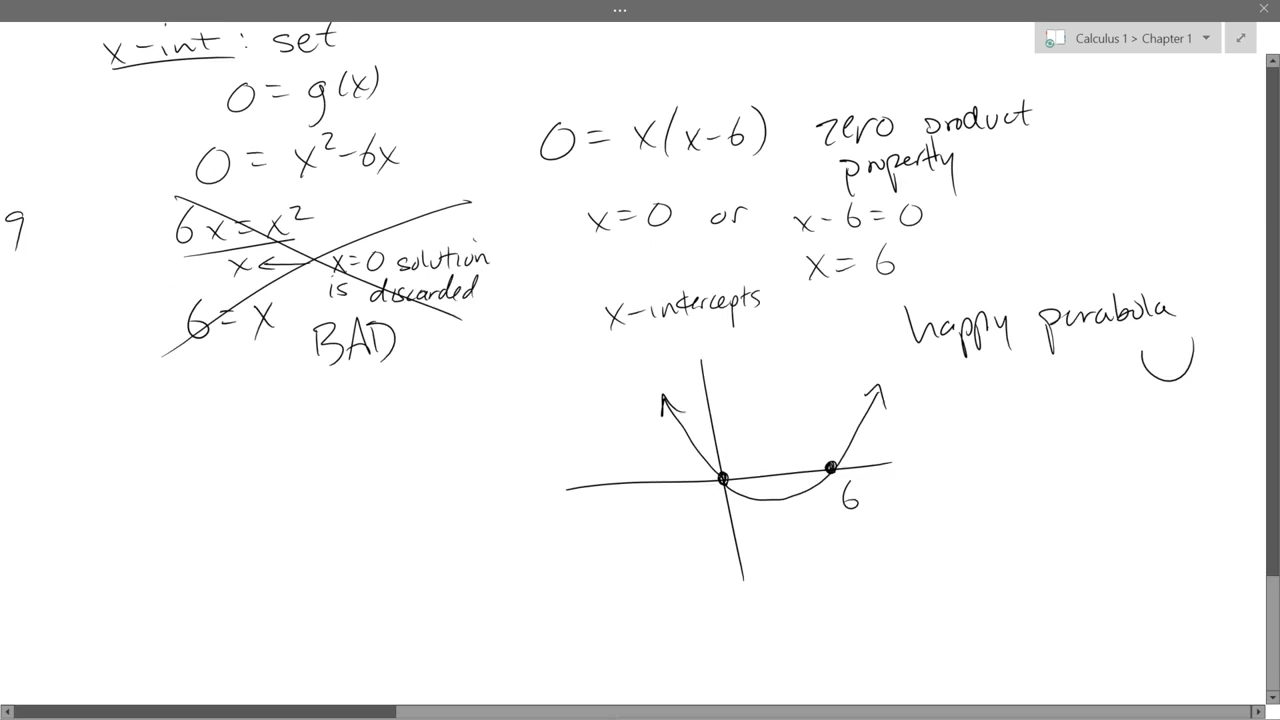 ...
Calculus 1 > Chapter 1
x-int: set
0 = g(x)
0 = x²-6x
9
6x = x²
x ← x=0 solution
is discarded
6 = x
BAD
0 = x(x-6) zero product
property
x=0 or x-6=0
x = 6
x-intercepts
happy parabola
6